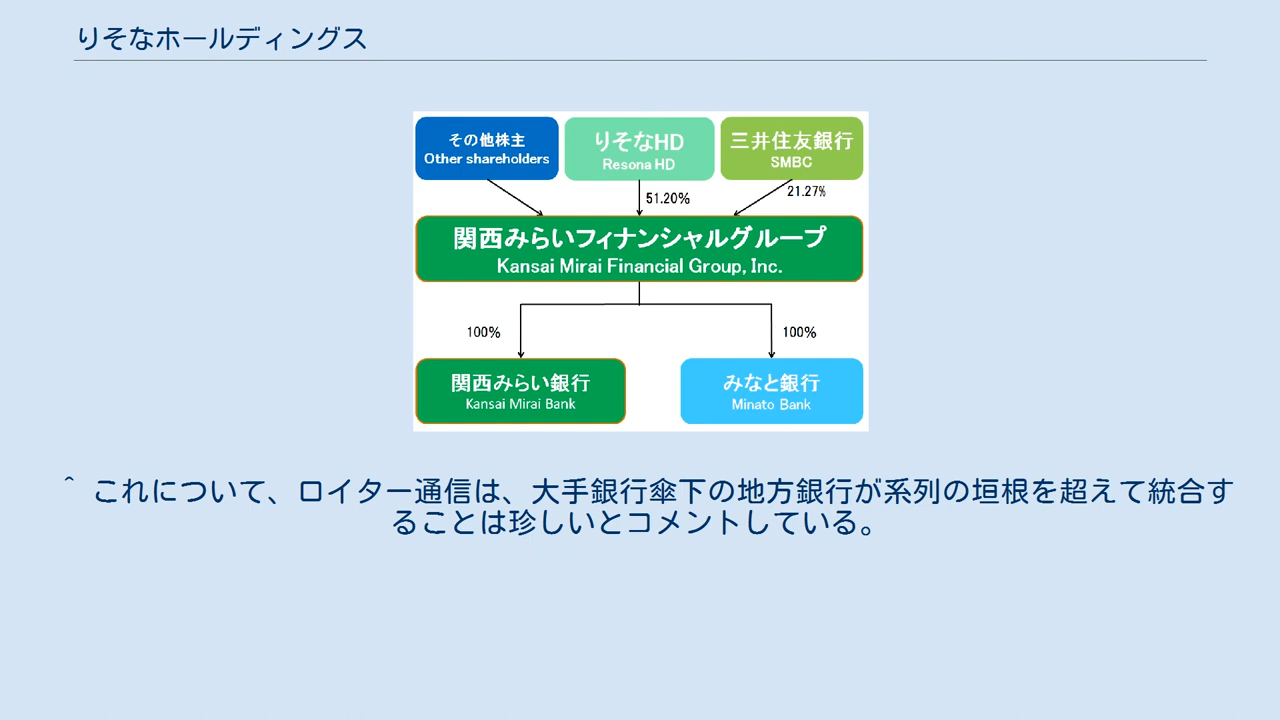 りそなホールディングス
その他株主
Other shareholders
りそなHD
Resona HD
三井住友銀行
SMBC
51.20%
21.27%
関西みらいフィナンシャルグループ
Kansai Mirai Financial Group, Inc.
100%
100%
関西みらい銀行
Kansai Mirai Bank
みなと銀行
Minato Bank
^ これについて、ロイター通信は、大手銀行傘下の地方銀行が系列の垣根を超えて統合す
ることは珍しいとコメントしている。